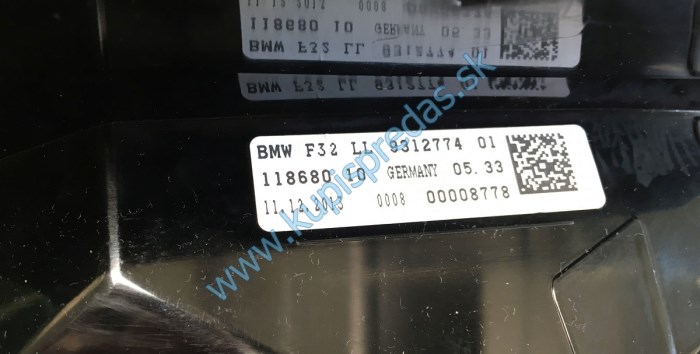 BMW F32 LL 9312774 01
118680 10 GERMANY 05.33
11.12.2013 0008 00008778
www.kupispredas.sk